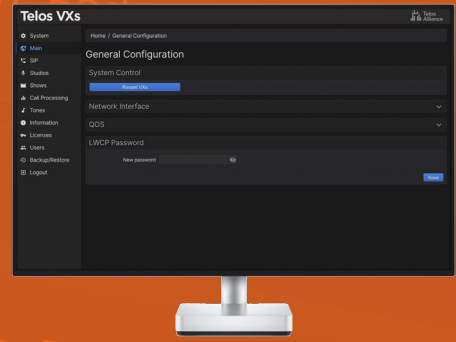 Telos VXs
Telos
Alliance
System
Main
SIP
Studios
Shows
Call Processing
Tones
Information
Licenses
Users
Backup/Restore
Logout
Home / General Configuration
General Configuration
System Control
Restart VXs
Network Interface
QOS
LWCP Password
New password
Save